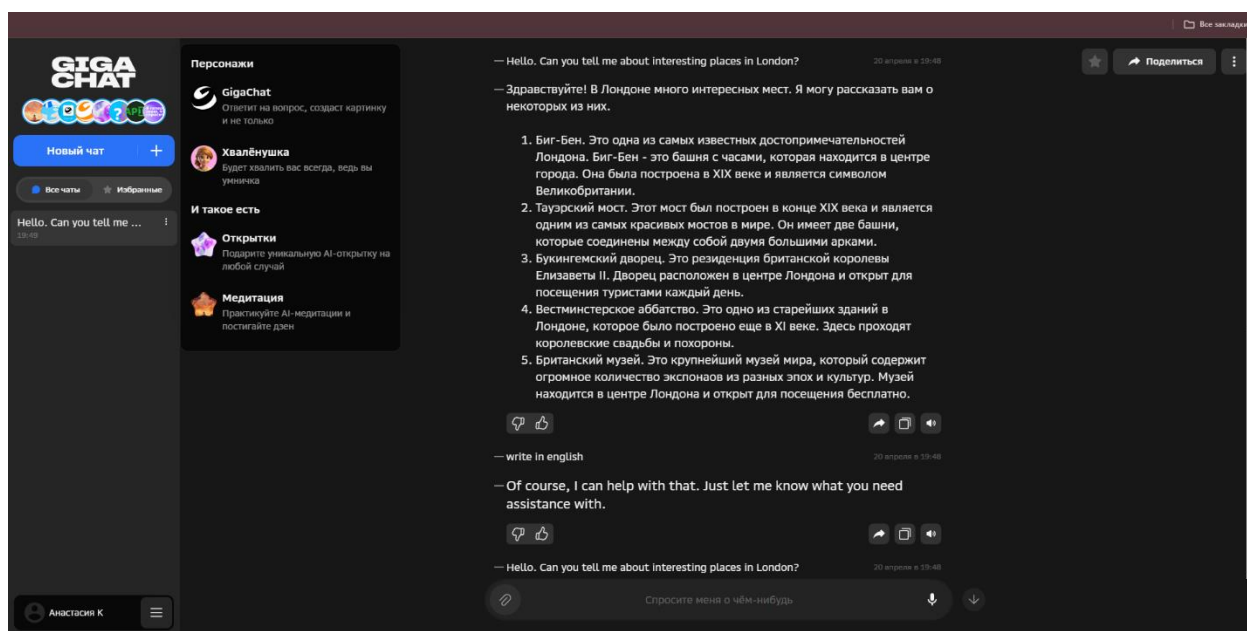 Все закладки
GIGA
CHAT
Новый чат
Все чаты
Избранные
Hello. Can you tell me ...
19:48
Анастасия К
Персонажи
GigaChat
Ответит на вопрос, создаст картинку
и не только
Хвалёнушка
Будет хвалить вас всегда, ведь вы
умничка
И такое есть
Открытки
Подарите уникальную AI-открытку на
любой случай
Медитация
Практикуйте AI-медитации и
постигайте дзен
— Hello. Can you tell me about interesting places in London?
20 апреля в 19:48
Поделиться
— Здравствуйте! В Лондоне много интересных мест. Я могу рассказать вам о
некоторых из них.
1. Биг-Бен. Это одна из самых известных достопримечательностей
Лондона. Биг-Бен - это башня с часами, которая находится в центре
города. Она была построена в XIX веке и является символом
Великобритании.
2. Тауэрский мост. Этот мост был построен в конце XIX века и является
одним из самых красивых мостов в мире. Он имеет две башни,
которые соединены между собой двумя большими арками.
3. Букингемский дворец. Это резиденция британской королевы
Елизаветы II. Дворец расположен в центре Лондона и открыт для
посещения туристами каждый день.
4. Вестминстерское аббатство. Это одно из старейших зданий в
Лондоне, которое было построено еще в XI веке. Здесь проходят
королевские свадьбы и похороны.
5. Британский музей. Это крупнейший музей мира, который содержит
огромное количество экспонаов из разных эпох и культур. Музей
находится в центре Лондона и открыт для посещения бесплатно.
— write in english
20 апреля в 19:48
— Of course, I can help with that. Just let me know what you need
assistance with.
— Hello. Can you tell me about interesting places in London?
20 апреля в 19:48
Спросите меня о чём-нибудь